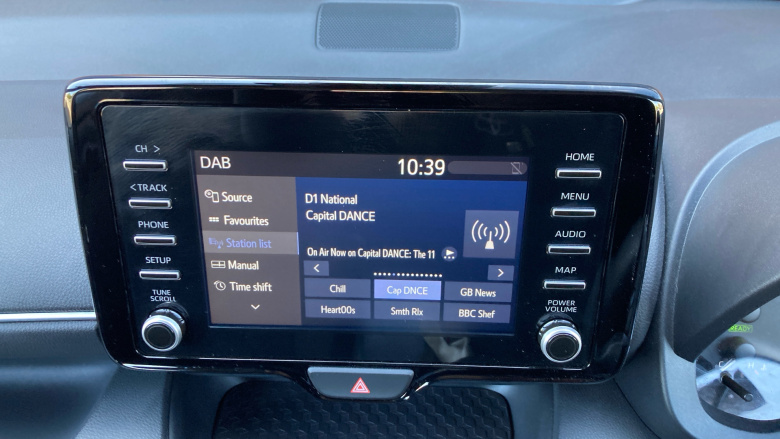 CH >
< TRACK
PHONE
SETUP
TUNE
SCROLL
DAB
10:39
Source
Favourites
Station list
Manual
Time shift
D1 National
Capital DANCE
On Air Now on Capital DANCE: The 11
< >
Chill Cap DNCE GB News
Heart00s Smth Rlx BBC Shef
HOME
MENU
AUDIO
MAP
POWER
VOLUME
READY